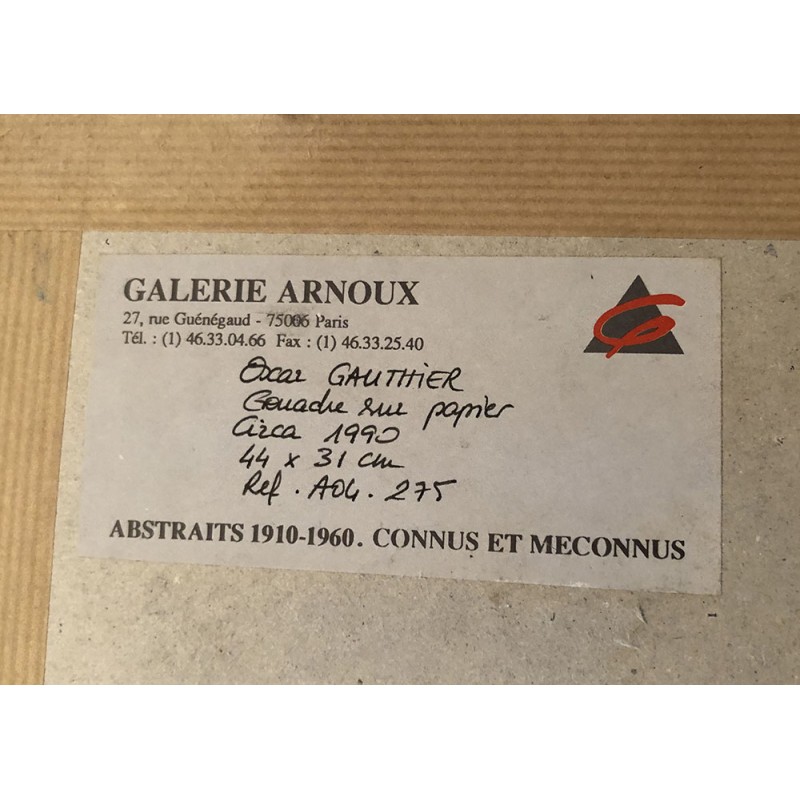 GALERIE ARNOUX
27, rue Guénégaud - 75006 Paris
Tél. : (1) 46.33.04.66 Fax : (1) 46.33.25.40
Oscar GAUTHIER
Gouache sur papier
Circa 1990
44 x 31 cm
Ref. A04. 275
ABSTRAITS 1910-1960. CONNUS ET MECONNUS